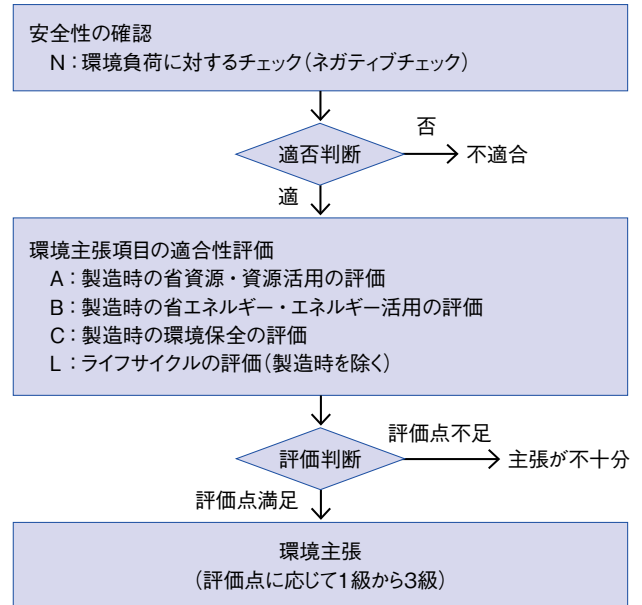 安全性の確認
N：環境負荷に対するチェック（ネガティブチェック）
否
適否判断
不適合
適
環境主張項目の適合性評価
A：製造時の省資源・資源活用の評価
B：製造時の省エネルギー・エネルギー活用の評価
C：製造時の環境保全の評価
L：ライフサイクルの評価（製造時を除く）
評価点不足
評価判断
主張が不十分
評価点満足
環境主張
（評価点に応じて1級から3級）